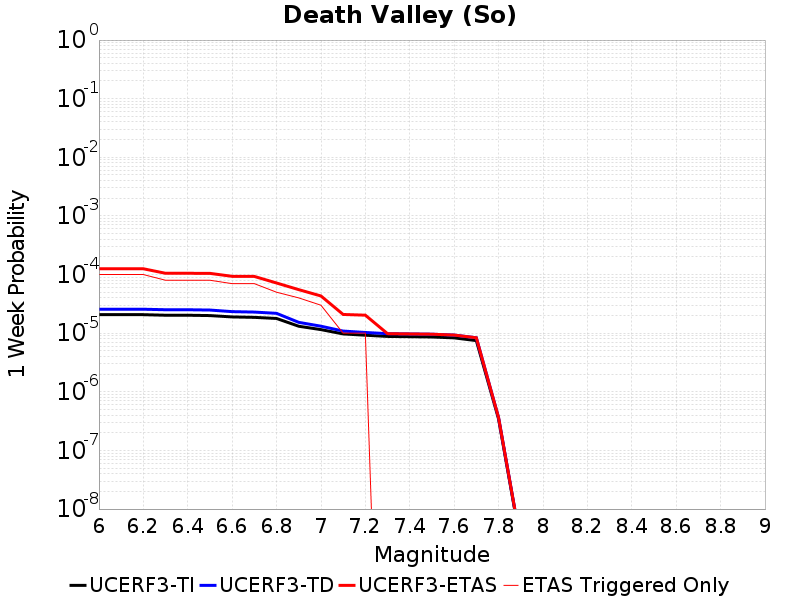 Death Valley (So)
1 Week Probability
10^0
10^-1
10^-2
10^-3
10^-4
10^-5
10^-6
10^-7
10^-8
6 6.2 6.4 6.6 6.8 7 7.2 7.4 7.6 7.8 8 8.2 8.4 8.6 8.8 9
Magnitude
UCERF3-TI UCERF3-TD UCERF3-ETAS ETAS Triggered Only